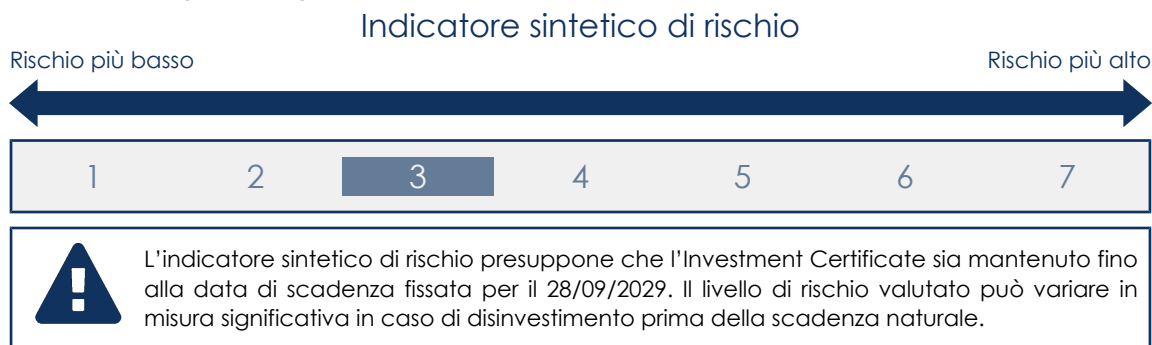 Indicatore sintetico di rischio
Rischio più basso
Rischio più alto
1 2 3 4 5 6 7
L'indicatore sintetico di rischio presuppone che l'Investment Certificate sia mantenuto fino
alla data di scadenza fissata per il 28/09/2029. Il livello di rischio valutato può variare in
misura significativa in caso di disinvestimento prima della scadenza naturale.